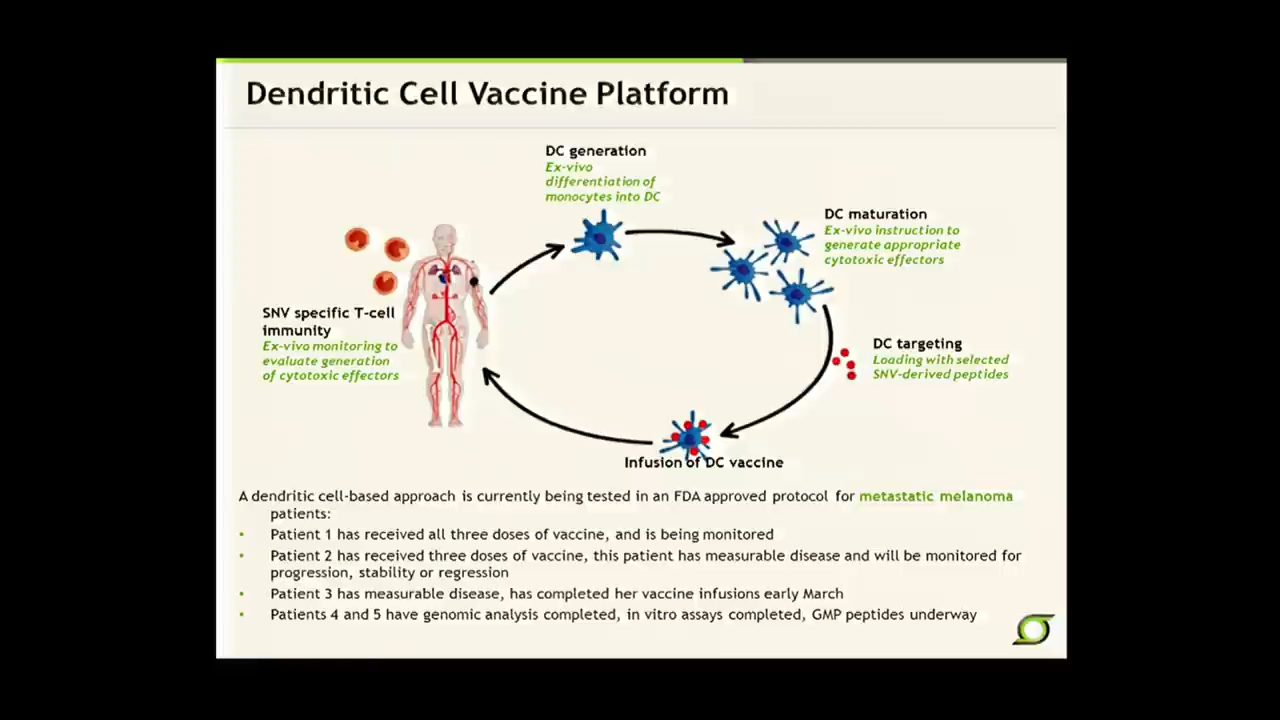 Dendritic Cell Vaccine Platform
DC generation
Ex-vivo
differentiation of
monocytes into DC
DC maturation
Ex-vivo instruction to
generate appropriate
cytotoxic effectors
SNV specific T-cell
immunity
Ex-vivo monitoring to
evaluate generation
of cytotoxic effectors
DC targeting
Loading with selected
SNV-derived peptides
Infusion of DC vaccine
A dendritic cell-based approach is currently being tested in an FDA approved protocol for metastatic melanoma
patients:
• Patient 1 has received all three doses of vaccine, and is being monitored
• Patient 2 has received three doses of vaccine, this patient has measurable disease and will be monitored for
progression, stability or regression
• Patient 3 has measurable disease, has completed her vaccine infusions early March
• Patients 4 and 5 have genomic analysis completed, in vitro assays completed, GMP peptides underway